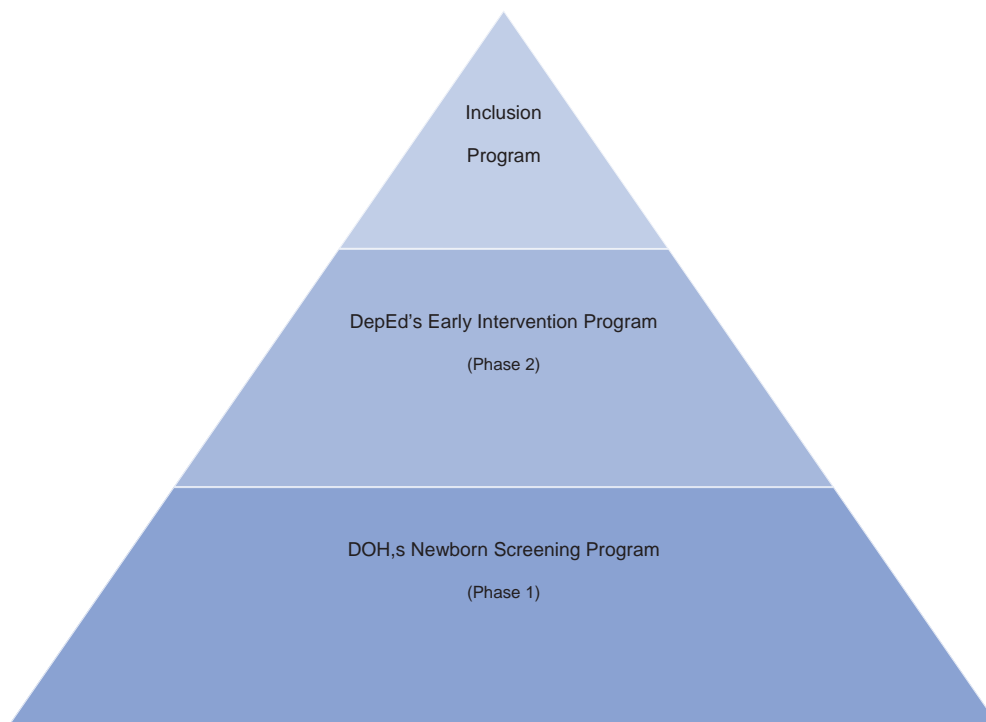 Inclusion
Program
DepEd’s Early Intervention Program
(Phase 2)
DOH,s Newborn Screening Program
(Phase 1)